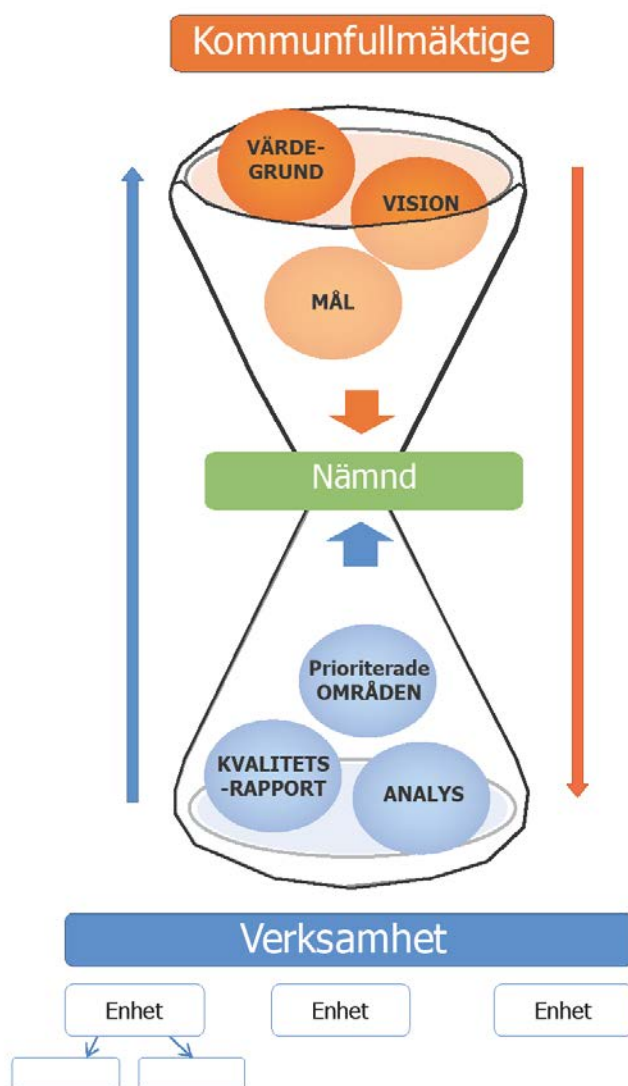 Kommunfullmäktige
VÄRDE-
GRUND
VISION
MÅL
Nämnd
Prioriterade
OMRÅDEN
KVALITETS
-RAPPORT
ANALYS
Verksamhet
Enhet
Enhet
Enhet